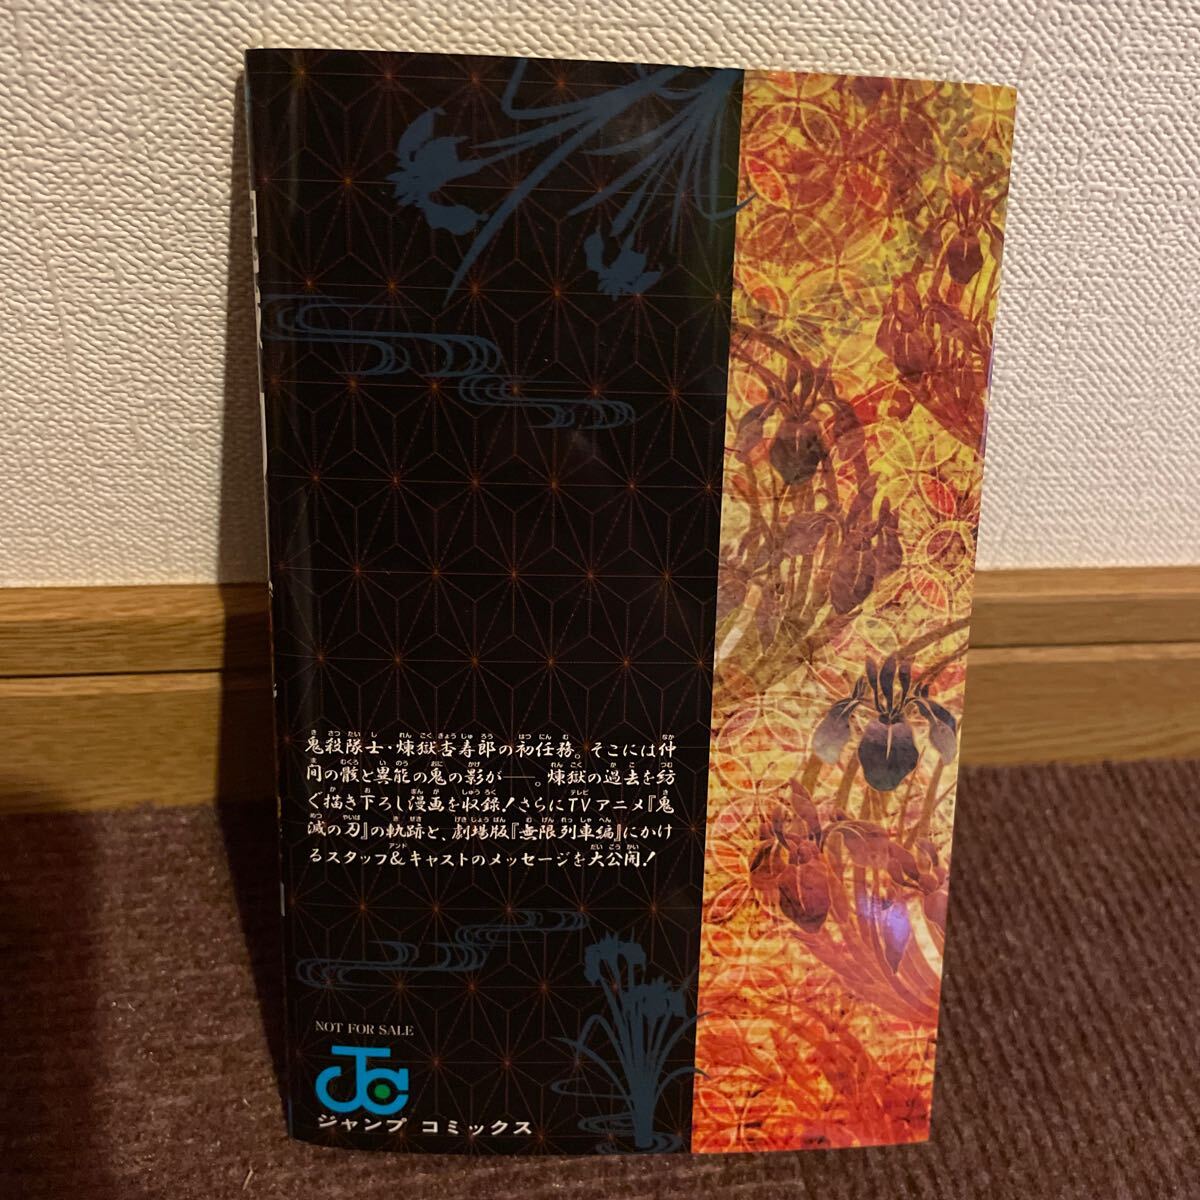 鬼殺隊士・煉獄杏寿郎の初任務。そこには仲
間の骸と異能の鬼の影が――。煉獄の過去を紡
ぐ描き下ろし漫画を収録!さらにTVアニメ『鬼
滅の刃』の軌跡と、劇場版『無限列車編』にかけ
るスタッフ&キャストのメッセージを大公開!
NOT FOR SALE
JC
ジャンプ コミックス